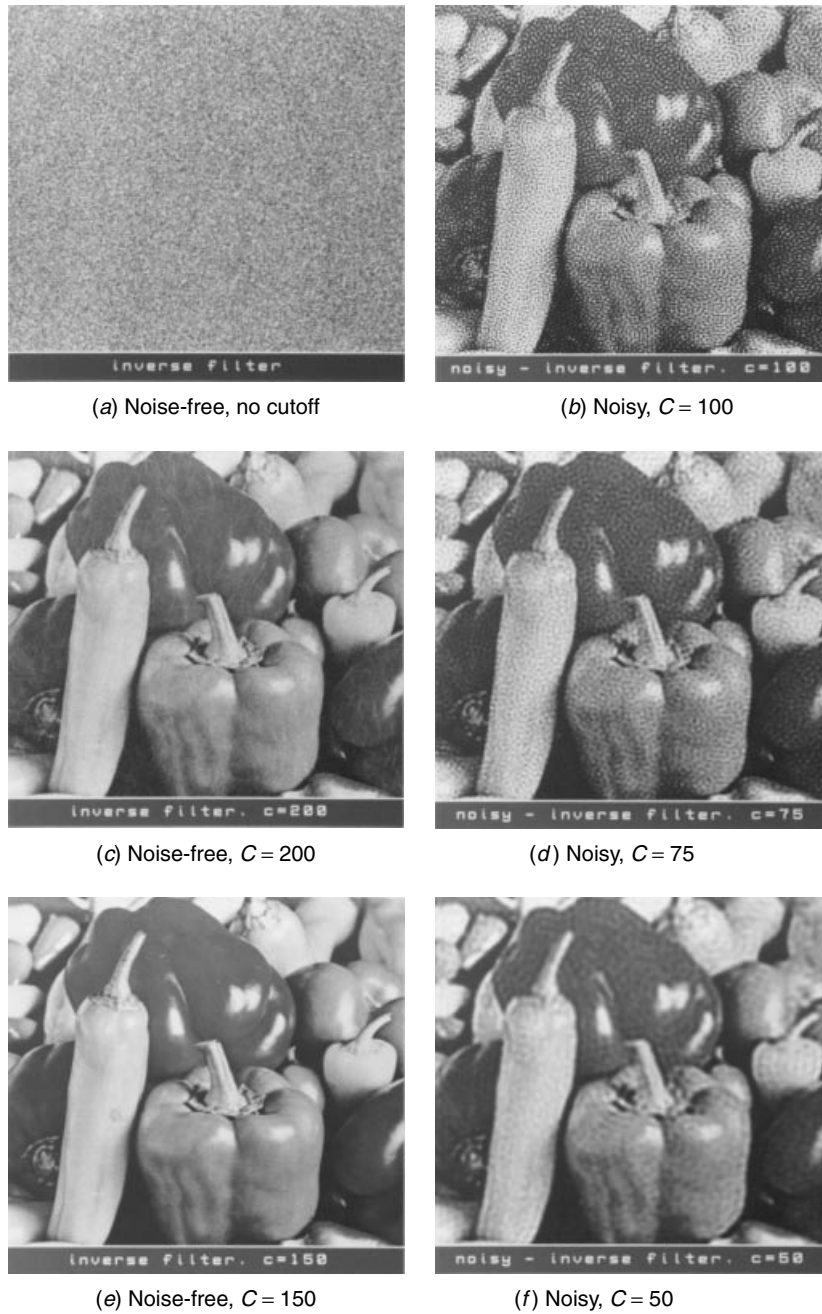 inverse filter
noisy - inverse filter. c=100
(a) Noise-free, no cutoff
(b) Noisy, C = 100
inverse filter. c=200
noisy - inverse filter. c=75
(c) Noise-free, C = 200
(d) Noisy, C = 75
inverse filter. c=150
noisy - inverse filter. c=50
(e) Noise-free, C = 150
(f) Noisy, C = 50